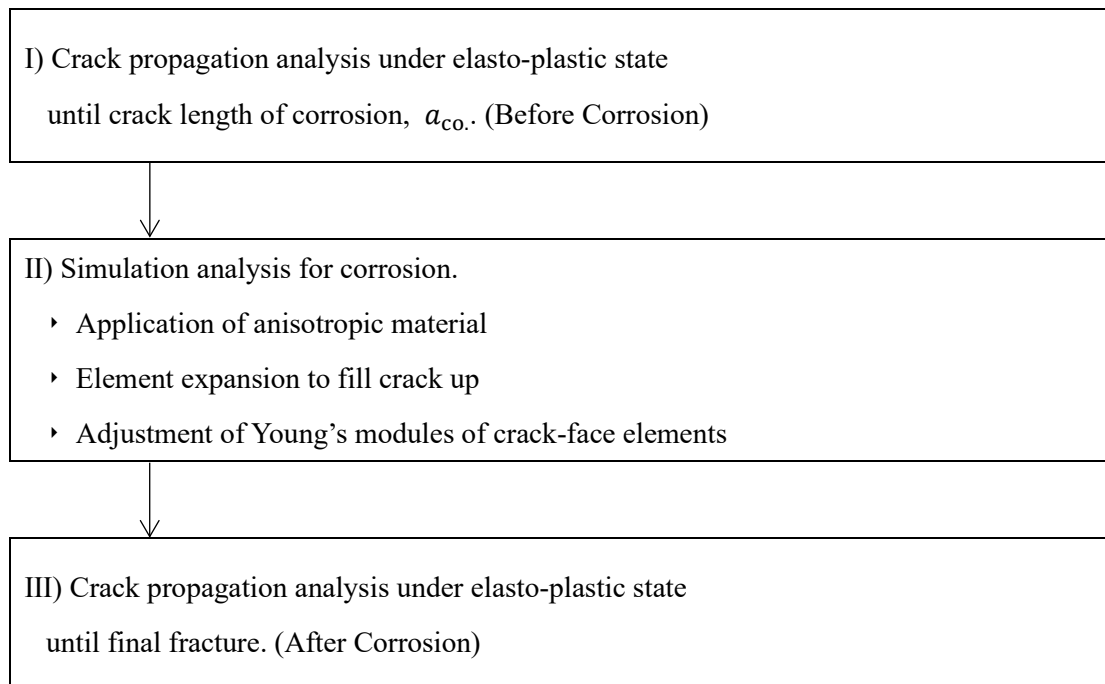 I) Crack propagation analysis under elasto-plastic state
until crack length of corrosion, a_co.. (Before Corrosion)
II) Simulation analysis for corrosion.
‣ Application of anisotropic material
‣ Element expansion to fill crack up
‣ Adjustment of Young’s modules of crack-face elements
III) Crack propagation analysis under elasto-plastic state
until final fracture. (After Corrosion)